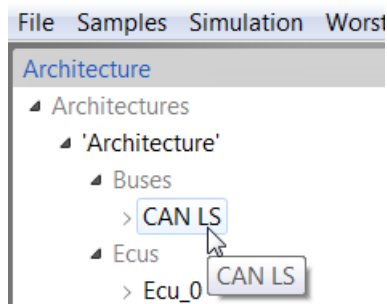 File Samples Simulation Worst
Architecture
Architectures
'Architecture'
Buses
CAN LS
Ecus
CAN LS
Ecu_0